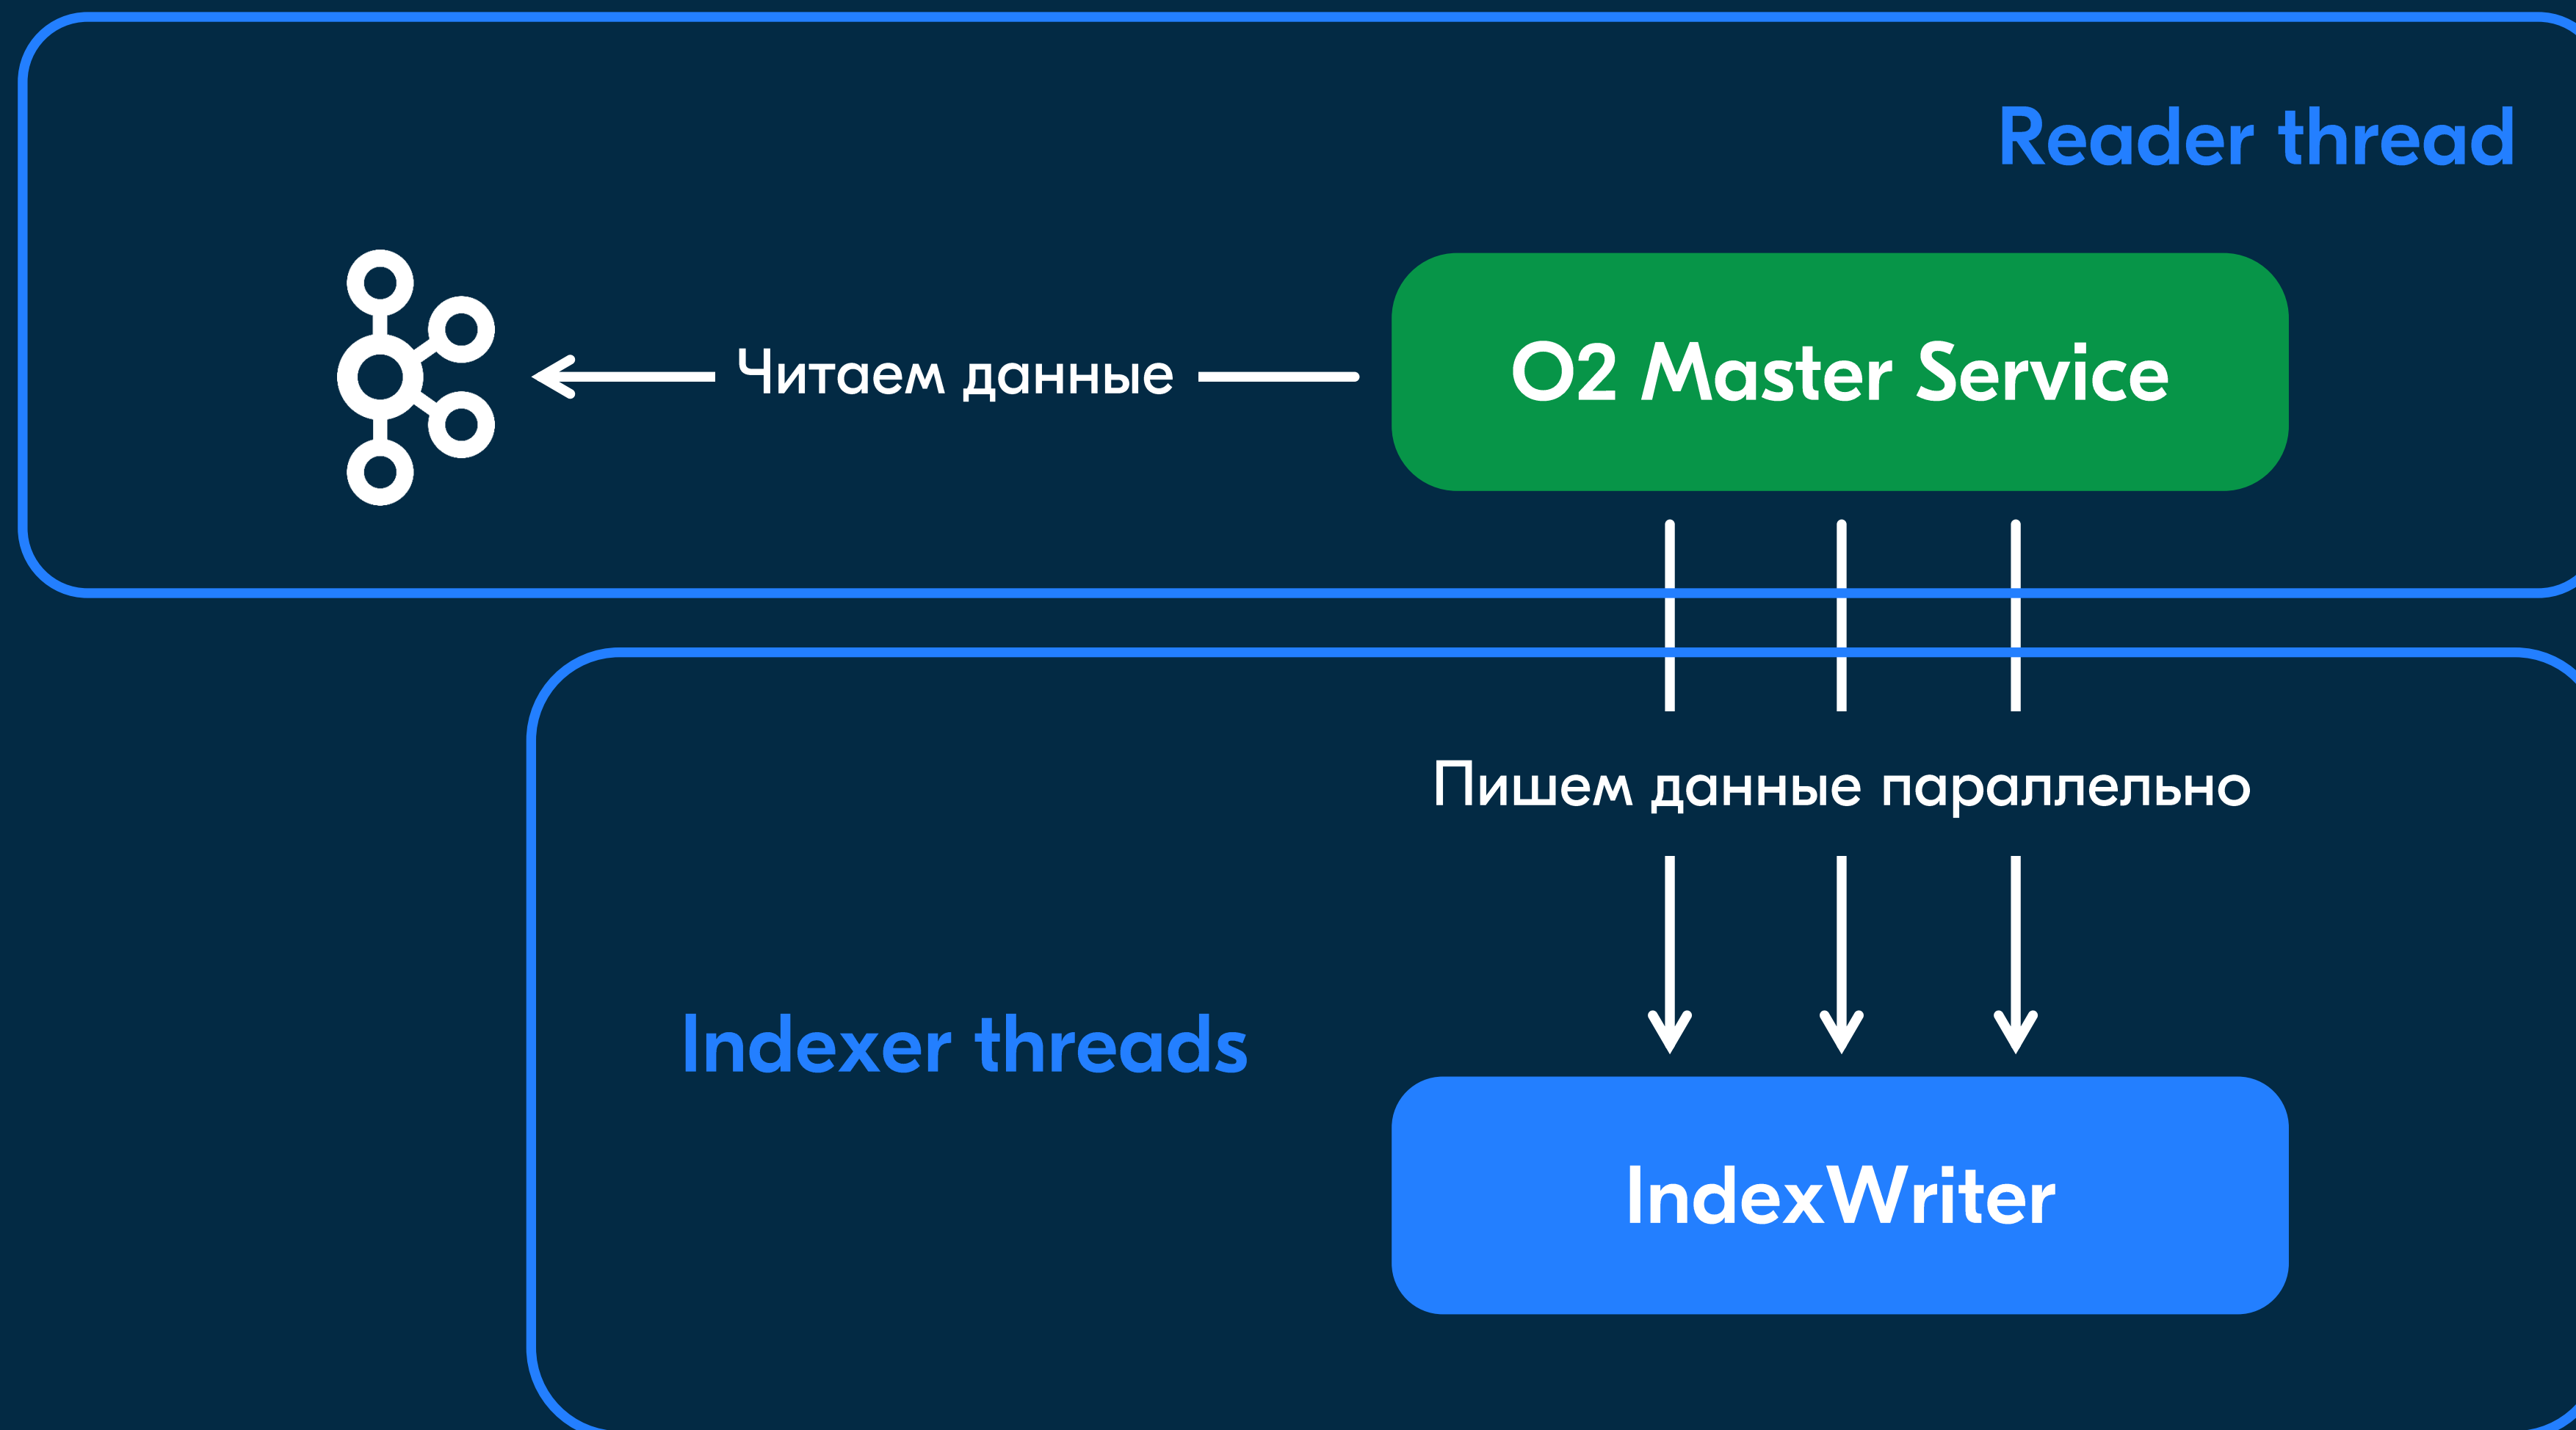 Reader thread
Читаем данные
O2 Master Service
Пишем данные параллельно
Indexer threads
IndexWriter